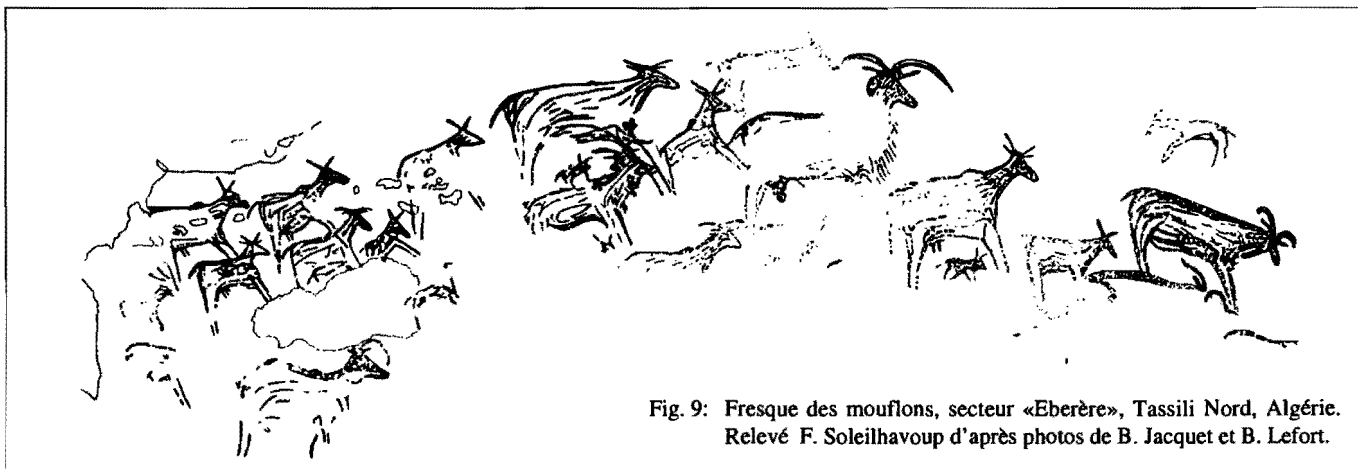 Fig. 9: Fresque des mouflons, secteur «Eberère», Tassili Nord, Algérie.
Relevé F. Soleilhavoup d'après photos de B. Jacquet et B. Lefort.